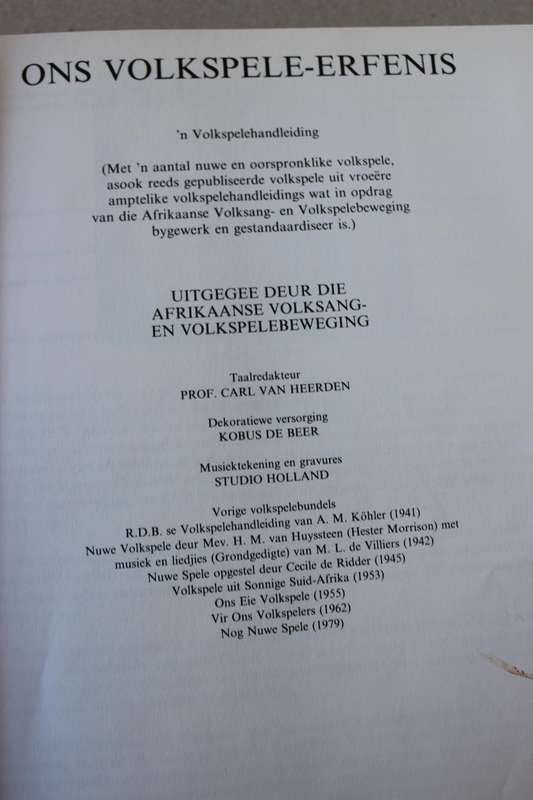 ONS VOLKSPELE-ERFENIS
'n Volkspelehandleiding
(Met 'n aantal nuwe en oorspronklike volkspele,
asook reeds gepubliseerde volkspele uit vroeëre
amptelike volkspelehandleidings wat in opdrag
van die Afrikaanse Volksang- en Volkspelebeweging
bygewerk en gestandaardiseer is.)
UITGEGEE DEUR DIE
AFRIKAANSE VOLKSANG-
EN VOLKSPELEBEWEGING
Taalredakteur
PROF. CARL VAN HEERDEN
Dekoratiewe versorging
KOBUS DE BEER
Musiektekening en gravures
STUDIO HOLLAND
Vorige volkspelebundels
R.D.B. se Volkspelehandleiding van A. M. Köhler (1941)
Nuwe Volkspele deur Mev. H. M. van Huyssteen (Hester Morrison) met
musiek en liedjies (Grondgedigte) van M. L. de Villiers (1942)
Nuwe Spele opgestel deur Cecile de Ridder (1945)
Volkspele uit Sonnige Suid-Afrika (1953)
Ons Eie Volkspele (1955)
Vir Ons Volkspelers (1962)
Nog Nuwe Spele (1979)